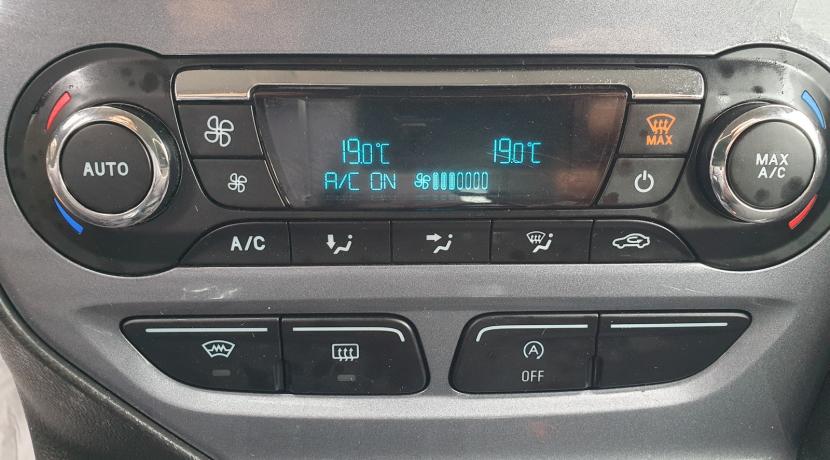 19.0°C 19.0°C
A/C ON
AUTO
MAX
MAX
A/C
A/C
A
OFF